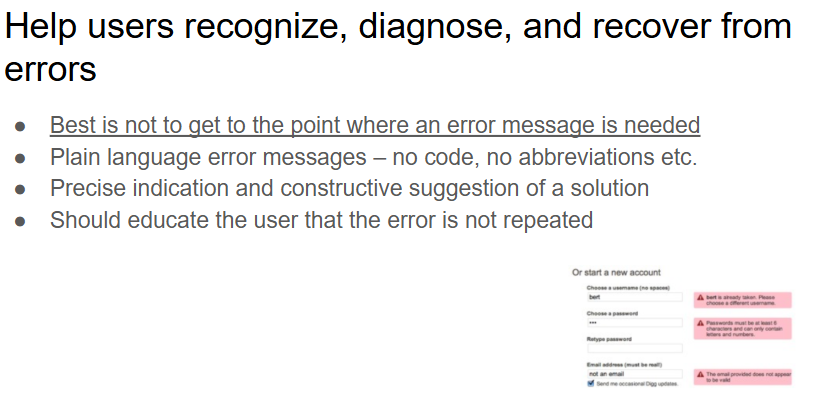 Help users recognize, diagnose, and recover from
errors
● Best is not to get to the point where an error message is needed
● Plain language error messages – no code, no abbreviations etc.
● Precise indication and constructive suggestion of a solution
● Should educate the user that the error is not repeated
Or start a new account
Choose a username (no spaces)
bert
bert is already taken. Please
choose a different username.
Choose a password
•••
Passwords must be at least 6
characters and can only contain
letters and numbers.
Retype password
Email address (must be real!)
not an email
The email provided does not appear
to be valid
Send me occasional Digg updates.